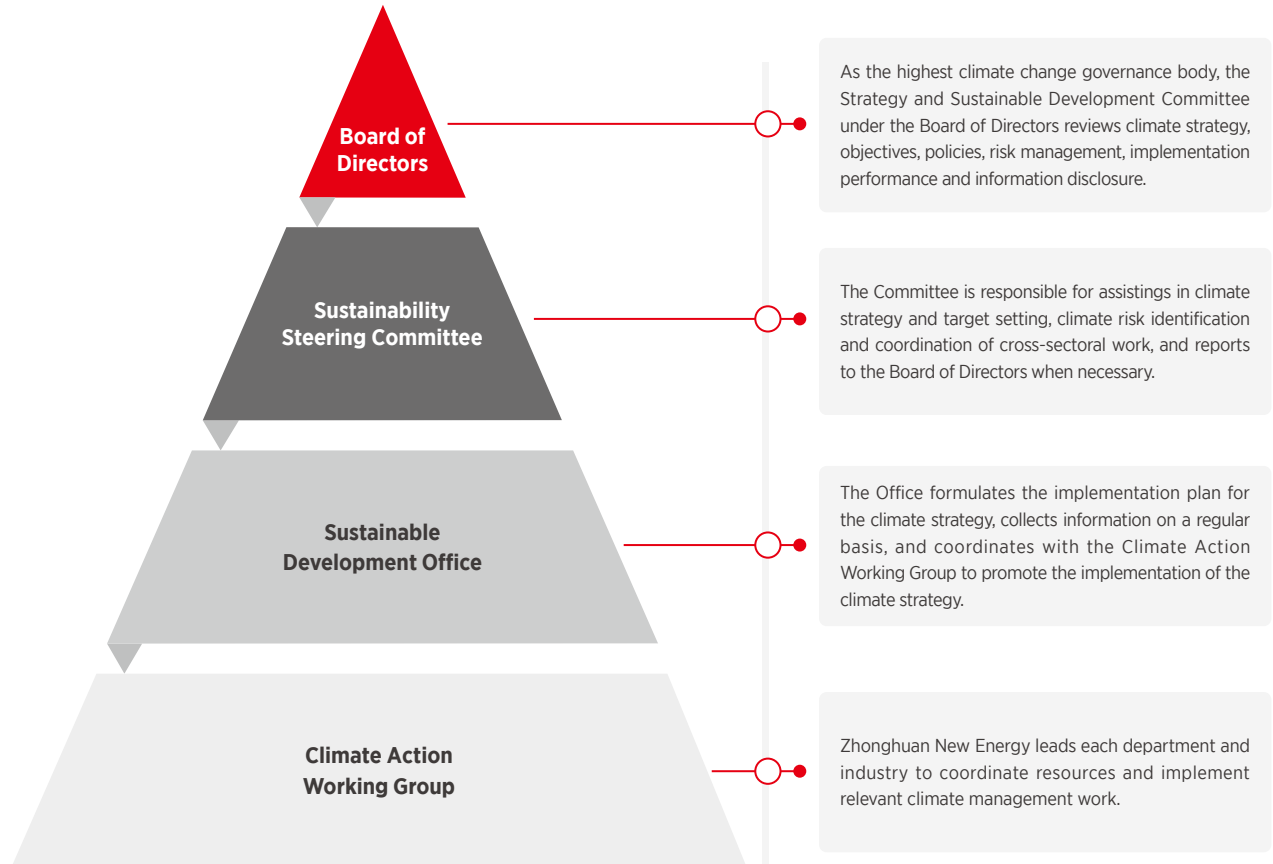 Board of
Directors
As the highest climate change governance body, the
Strategy and Sustainable Development Committee
under the Board of Directors reviews climate strategy,
objectives, policies, risk management, implementation
performance and information disclosure.
Sustainability
Steering Committee
The Committee is responsible for assistings in climate
strategy and target setting, climate risk identification
and coordination of cross-sectoral work, and reports
to the Board of Directors when necessary.
Sustainable
Development Office
The Office formulates the implementation plan for
the climate strategy, collects information on a regular
basis, and coordinates with the Climate Action
Working Group to promote the implementation of the
climate strategy.
Climate Action
Working Group
Zhonghuan New Energy leads each department and
industry to coordinate resources and implement
relevant climate management work.